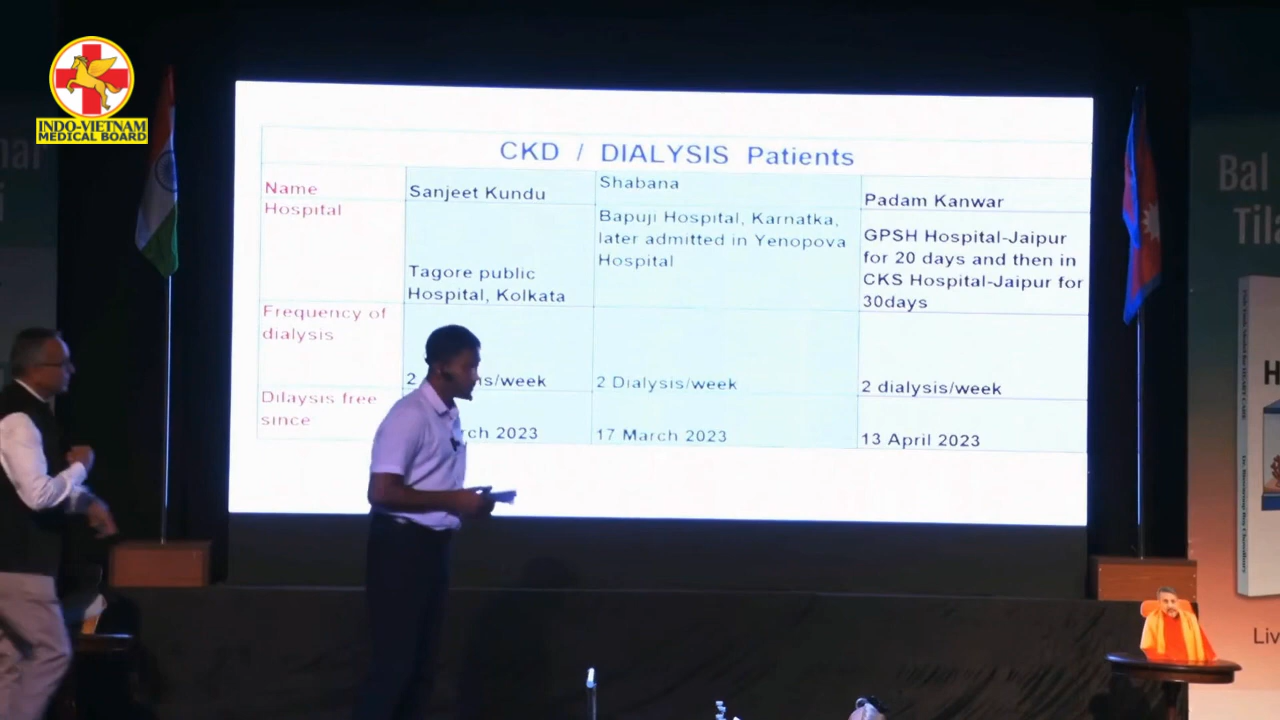 INDO-VIETNAM
MEDICAL BOARD
CKD / DIALYSIS Patients
Name
Sanjeet Kundu
Shabana
Padam Kanwar
Hospital
Tagore public
Hospital, Kolkata
Bapuji Hospital, Karnatka,
later admitted in Yenopova
Hospital
GPSH Hospital-Jaipur
for 20 days and then in
CKS Hospital-Jaipur for
30days
Frequency of
dialysis
2 /week
2 Dialysis/week
2 dialysis/week
Dilaysis free
since
2023
17 March 2023
13 April 2023
Bal